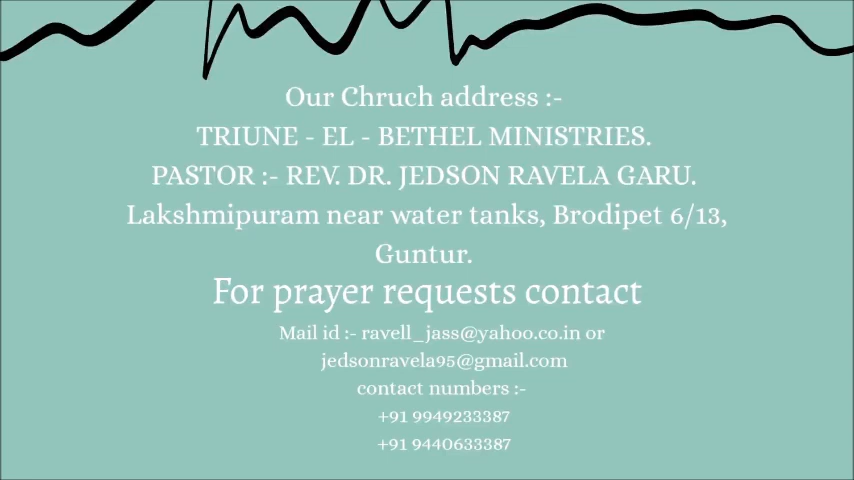 Our Chruch address :-
TRIUNE - EL - BETHEL MINISTRIES.
PASTOR :- REV. DR. JEDSON RAVELA GARU.
Lakshmipuram near water tanks, Brodipet 6/13,
Guntur.
For prayer requests contact
Mail id :- ravell_jass@yahoo.co.in or
jedsonravela95@gmail.com
contact numbers :-
+91 9949233387
+91 9440633387